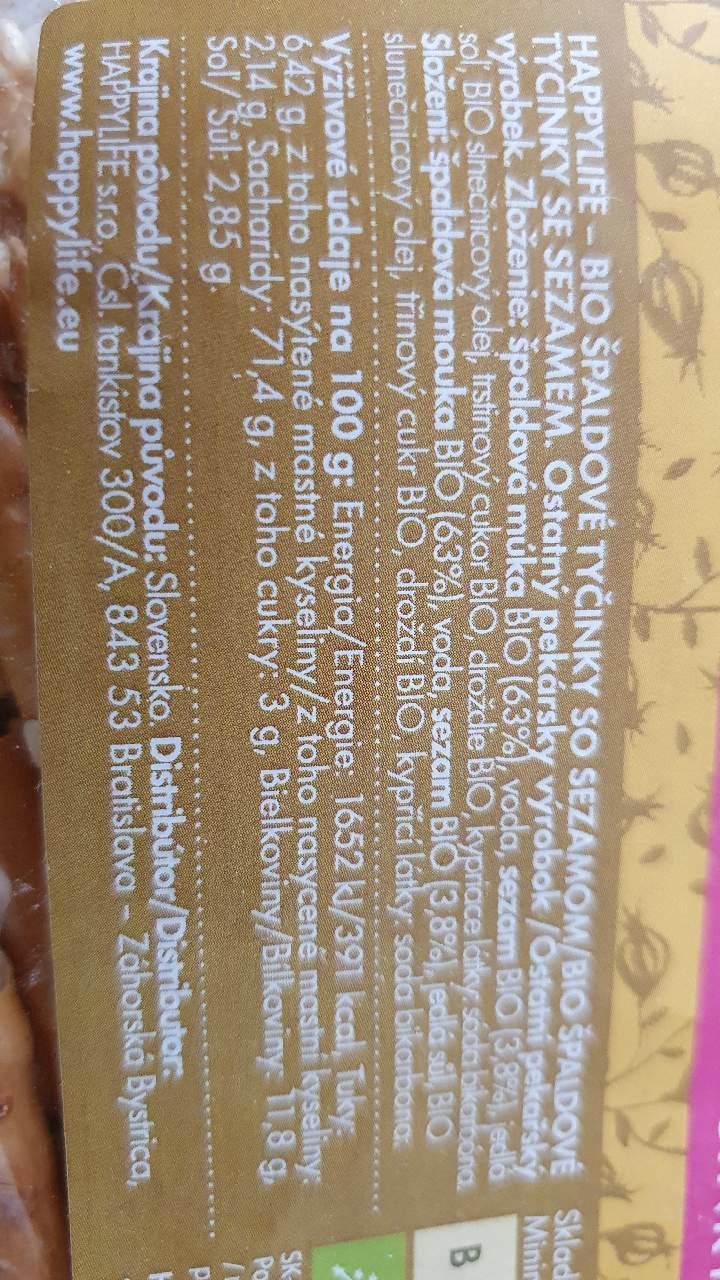 HAPPYLIFE – BIO ŠPALDOVÉ TYČINKY SO SEZAMOM/BIO ŠPALDOVÉ
TYČINKY SE SEZAMEM. Ostatný pekársky výrobok /Ostatní pekařský
výrobek. Zloženie: špaldová múka BIO (63%), voda, sezam BIO (3,8%), jedlá
soľ, BIO slnečnicový olej, trstinový cukor BIO, droždie BIO, kypriace látky: sóda bikarbóna.
Složení: špaldová mouka BIO (63%), voda, sezam BIO (3,8%), jedlá sůl, BIO
slunečnicový olej, třtinový cukr BIO, droždí BIO, kypřicí látky: soda bikarbóna.
Výživové údaje na 100 g: Energia/Energie: 1652 kJ/391 kcal, Tuky:
6,42 g, z toho nasýtené mastné kyseliny/z toho nasycené mastní kyseliny:
2,14 g, Sacharidy: 71,4 g, z toho cukry: 3 g, Bielkoviny/Bílkoviny: 11,8 g,
Soľ/Sůl: 2,85 g.
Krajina pôvodu/Krajina původu: Slovensko. Distribútor/Distributor:
HAPPYLIFE s.r.o., Čsl. tankistov 300/A, 843 53 Bratislava – Záhorská Bystrica,
www.happylife.eu
Sklad
Mini
B
SK